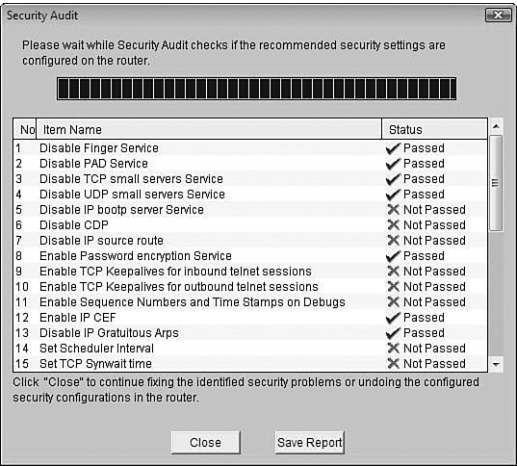 Security Audit
Please wait while Security Audit checks if the recommended security settings are
configured on the router.
No Item Name Status
1 Disable Finger Service Passed
2 Disable PAD Service Passed
3 Disable TCP small servers Service Passed
4 Disable UDP small servers Service Passed
5 Disable IP bootp server Service Not Passed
6 Disable CDP Not Passed
7 Disable IP source route Not Passed
8 Enable Password encryption Service Passed
9 Enable TCP Keepalives for inbound telnet sessions Not Passed
10 Enable TCP Keepalives for outbound telnet sessions Not Passed
11 Enable Sequence Numbers and Time Stamps on Debugs Not Passed
12 Enable IP CEF Passed
13 Disable IP Gratuitous Arps Passed
14 Set Scheduler Interval Not Passed
15 Set TCP Synwait time Not Passed
Click "Close" to continue fixing the identified security problems or undoing the configured
security configurations in the router.
Close Save Report